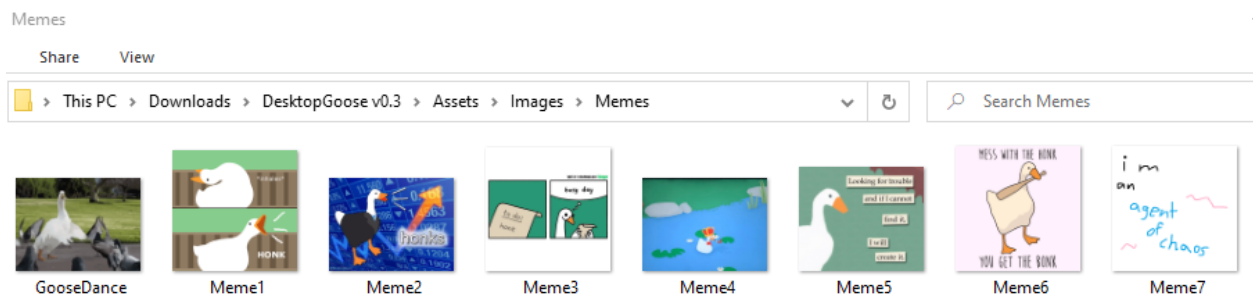 Memes
Share View
This PC > Downloads > DesktopGoose v0.3 > Assets > Images > Memes
Search Memes
*inhales*
HONK
honks
to do:
honk
busy day
Looking for trouble
and if I cannot
find it,
I will
create it.
MESS WITH THE HONK
YOU GET THE BONK
i m
an
agent
of
chaos
GooseDance Meme1 Meme2 Meme3 Meme4 Meme5 Meme6 Meme7